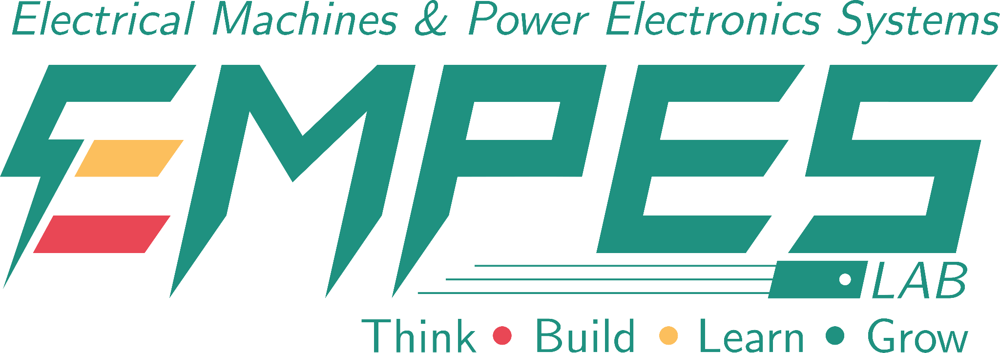 Electrical Machines & Power Electronics Systems
EMPES
LAB
Think • Build • Learn • Grow